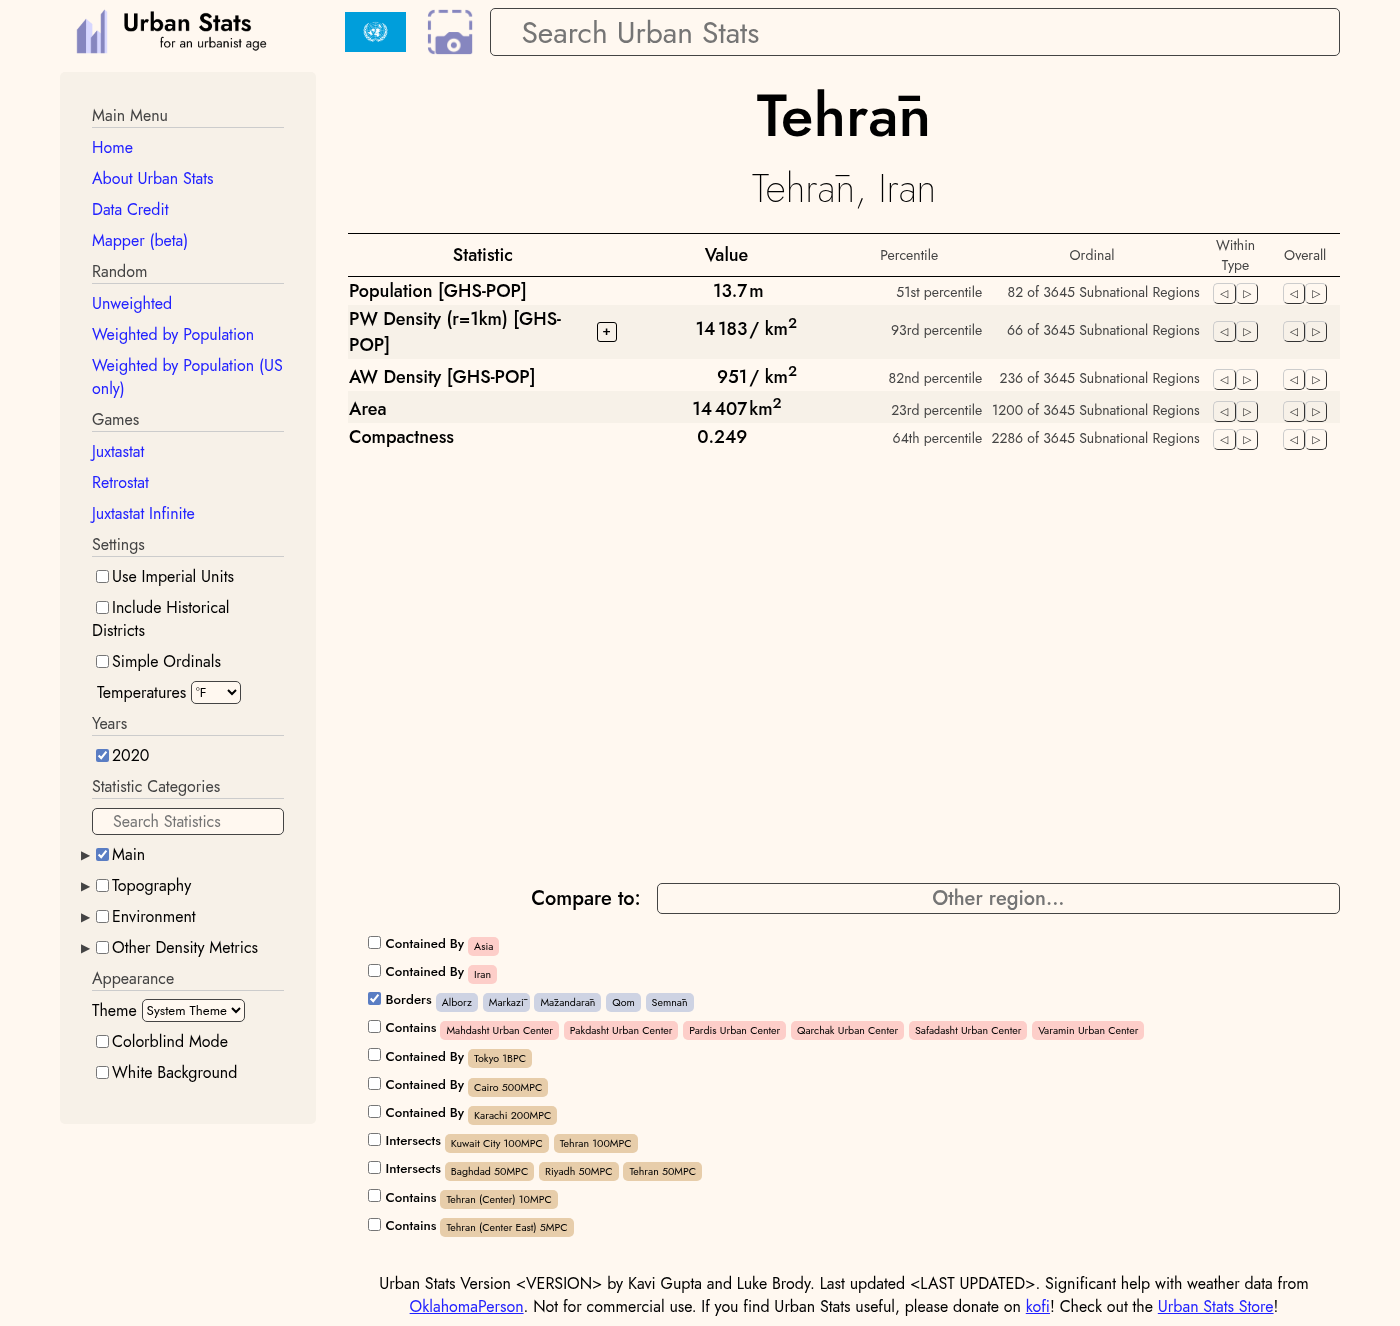 Urban Stats
for an urbanist age
Search Urban Stats
Main Menu
Home
About Urban Stats
Data Credit
Mapper (beta)
Random
Unweighted
Weighted by Population
Weighted by Population (US
only)
Games
Juxtastat
Retrostat
Juxtastat Infinite
Settings
Use Imperial Units
Include Historical
Districts
Simple Ordinals
Temperatures °F
Years
2020
Statistic Categories
Search Statistics
Main
Topography
Environment
Other Density Metrics
Appearance
Theme System Theme
Colorblind Mode
White Background
Tehrān
Tehrān, Iran
Statistic Value Percentile Ordinal Within Type Overall
Population [GHS-POP] 13.7 m 51st percentile 82 of 3645 Subnational Regions
PW Density (r=1km) [GHS-
POP] + 14 183 / km² 93rd percentile 66 of 3645 Subnational Regions
AW Density [GHS-POP] 951 / km² 82nd percentile 236 of 3645 Subnational Regions
Area 14 407 km² 23rd percentile 1200 of 3645 Subnational Regions
Compactness 0.249 64th percentile 2286 of 3645 Subnational Regions
Compare to: Other region...
Contained By Asia
Contained By Iran
Borders Alborz Markazī Māzandarān Qom Semnān
Contains Mahdasht Urban Center Pakdasht Urban Center Pardis Urban Center Qarchak Urban Center Safadasht Urban Center Varamin Urban Center
Contained By Tokyo 1BPC
Contained By Cairo 500MPC
Contained By Karachi 200MPC
Intersects Kuwait City 100MPC Tehran 100MPC
Intersects Baghdad 50MPC Riyadh 50MPC Tehran 50MPC
Contains Tehran (Center) 10MPC
Contains Tehran (Center East) 5MPC
Urban Stats Version <VERSION> by Kavi Gupta and Luke Brody. Last updated <LAST UPDATED>. Significant help with weather data from
OklahomaPerson. Not for commercial use. If you find Urban Stats useful, please donate on kofi! Check out the Urban Stats Store!